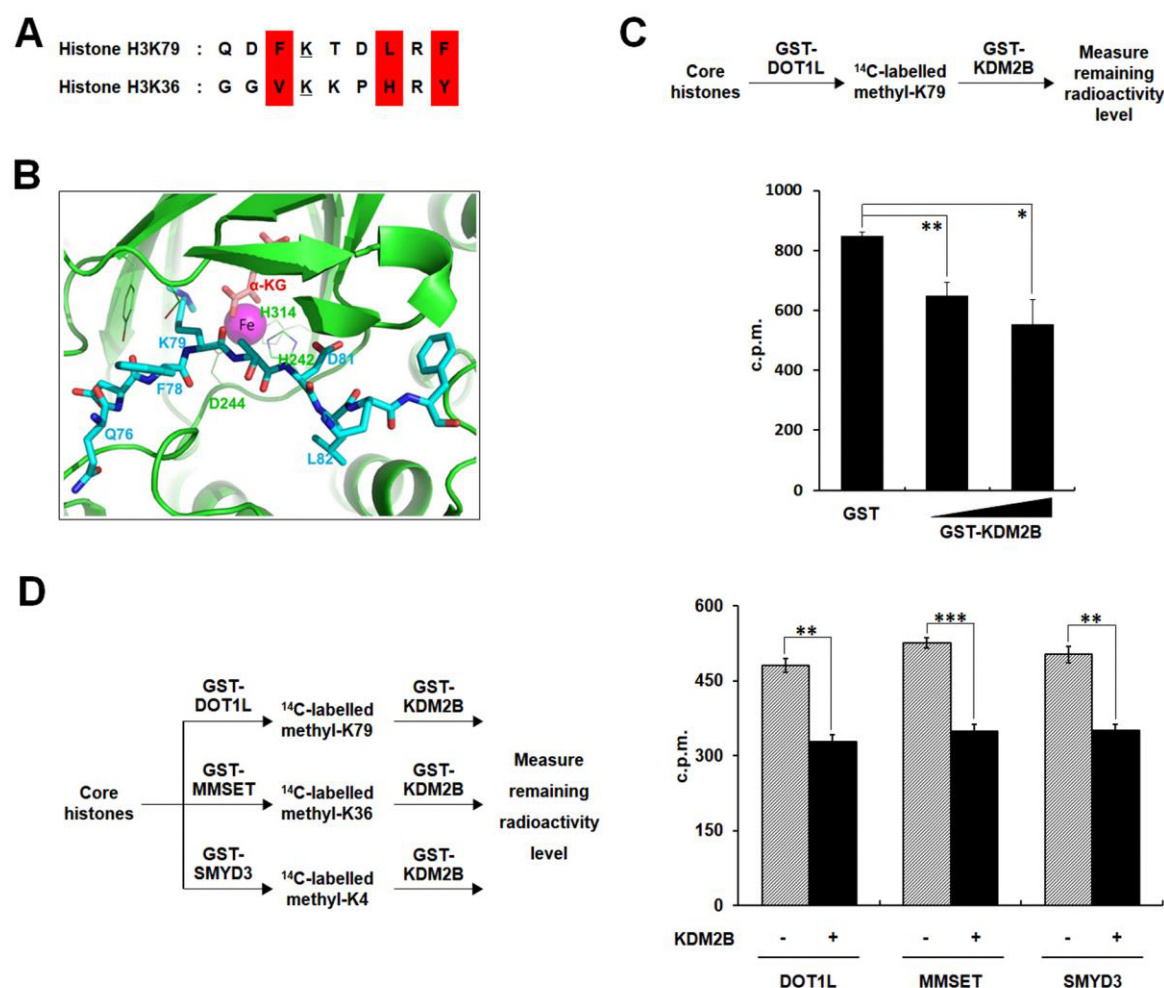 A
Histone H3K79 : Q D F K T D L R F
Histone H3K36 : G G V K K P H R Y
B
α-KG
Fe
H314
K79
H242
D81
F78
D244
Q76
L82
C
Core
histones
GST-
DOT1L
¹⁴C-labelled
methyl-K79
GST-
KDM2B
Measure
remaining
radioactivity
level
1000
800
600
400
200
0
c.p.m.
**
*
GST
GST-KDM2B
D
Core
histones
GST-
DOT1L
¹⁴C-labelled
methyl-K79
GST-
KDM2B
GST-
MMSET
¹⁴C-labelled
methyl-K36
GST-
KDM2B
GST-
SMYD3
¹⁴C-labelled
methyl-K4
GST-
KDM2B
Measure
remaining
radioactivity
level
600
450
300
150
0
c.p.m.
**
***
**
KDM2B - + - + - +
DOT1L MMSET SMYD3